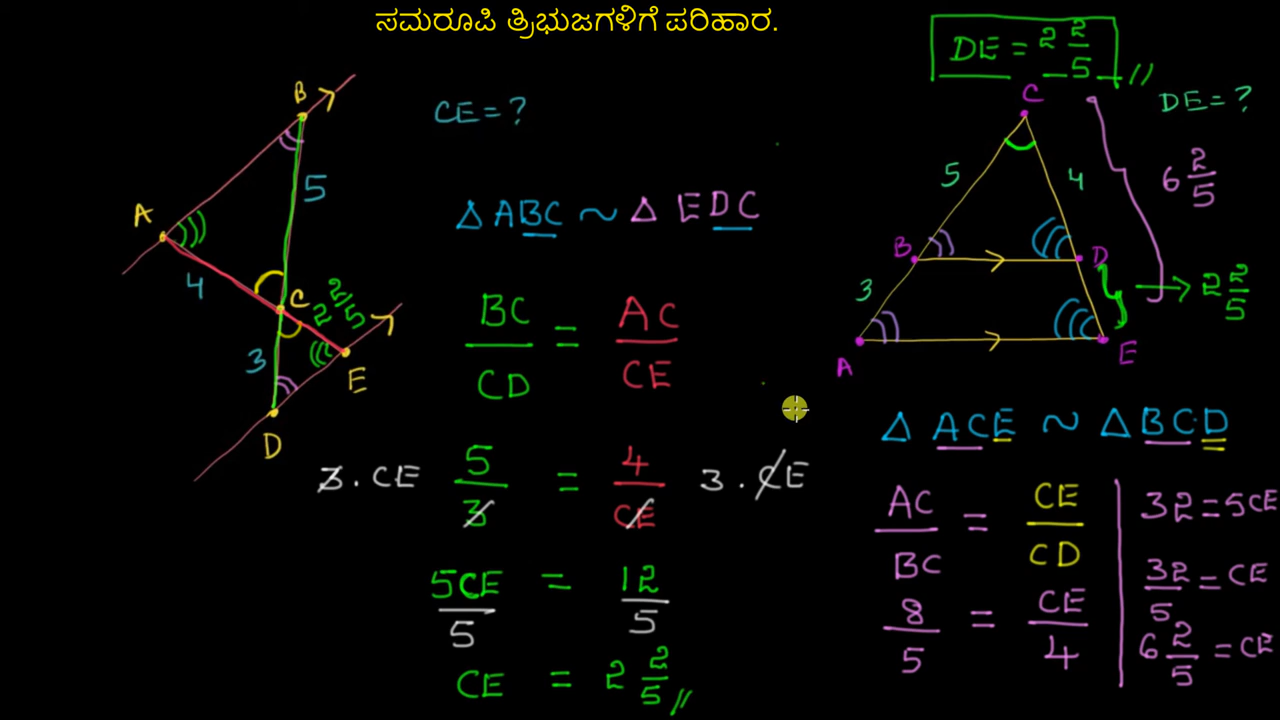 ಸಮರೂಪಿ ತ್ರಿಭುಜಗಳಿಗೆ ಪರಿಹಾರ.
B
A
5
4
C
2 2/5
3
E
D
CE = ?
Δ ABC ~ Δ EDC
BC/CD = AC/CE
3 . CE 5/3 = 4/CE 3 . CE
5CE/5 = 12/5
CE = 2 2/5 //
DE = 2 2/5 //
DE = ?
C
5
4
6 2/5
B
D
3
→ 2 2/5
A
E
Δ ACE ~ Δ BCD
AC/BC = CE/CD
8/5 = CE/4
32 = 5CE
32/5 = CE
6 2/5 = CE